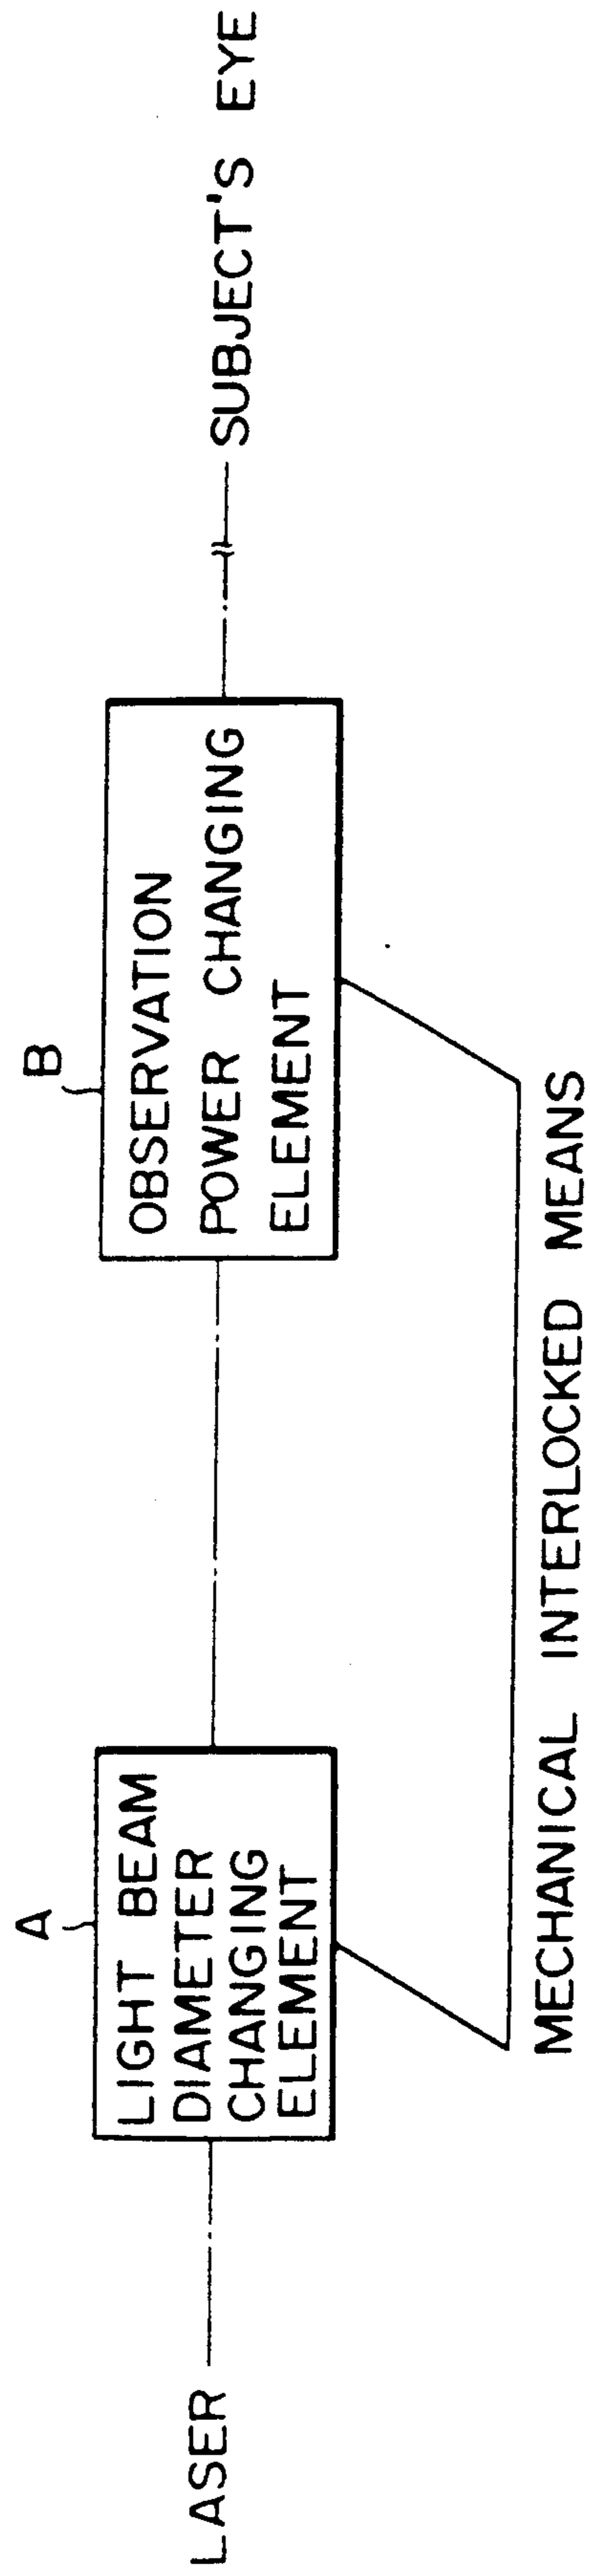 LASER
A
LIGHT BEAM
DIAMETER
CHANGING
ELEMENT
B
OBSERVATION
POWER CHANGING
ELEMENT
SUBJECT'S EYE
MECHANICAL INTERLOCKED MEANS